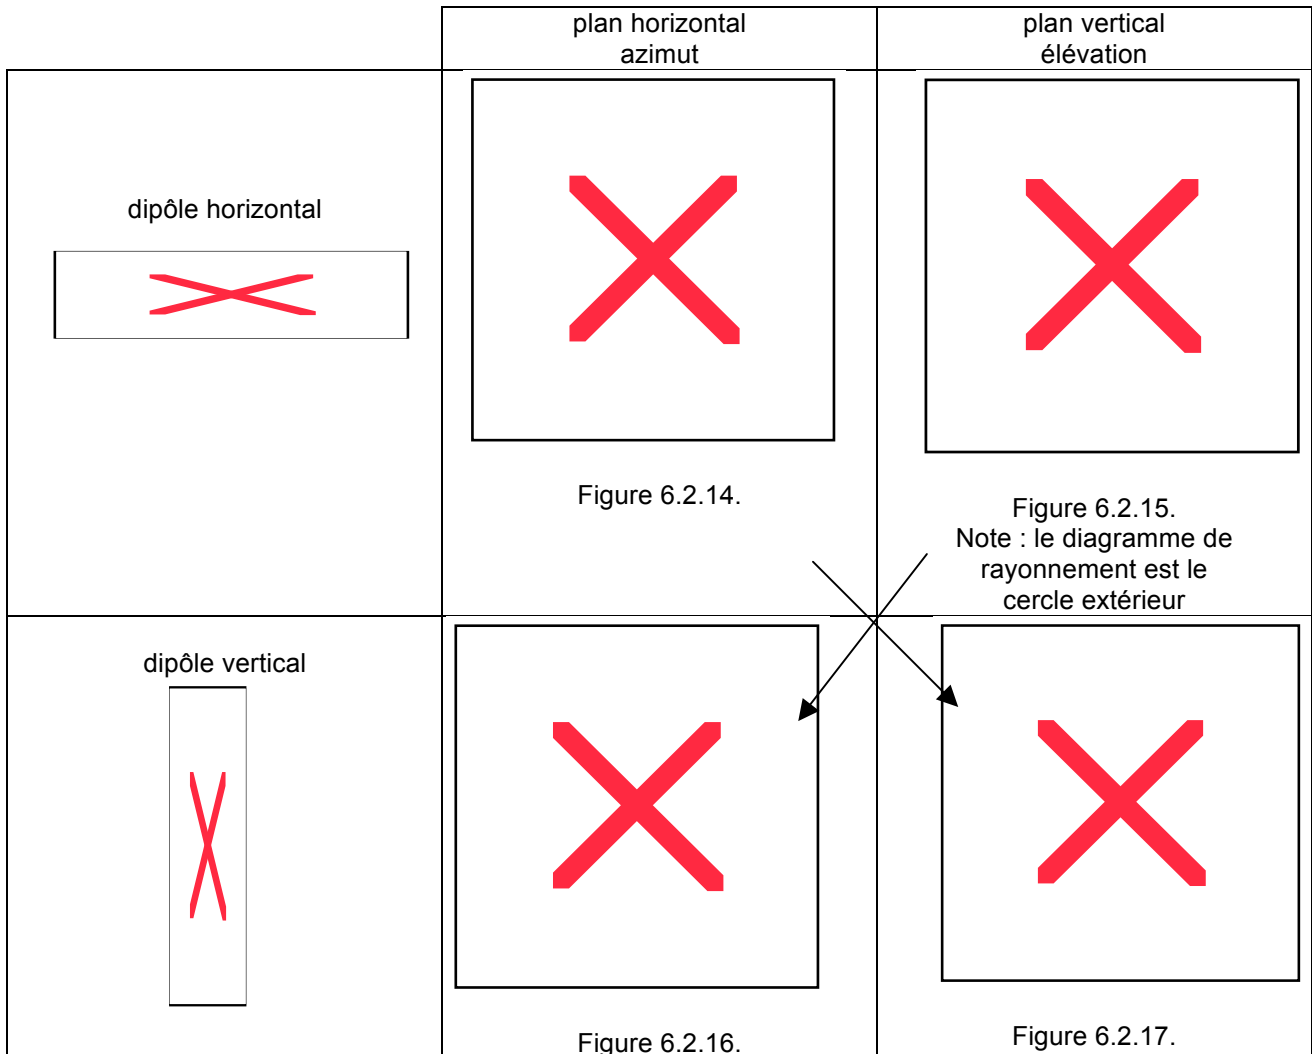 plan horizontal
azimut
plan vertical
élévation
dipôle horizontal
Figure 6.2.14.
Figure 6.2.15.
Note : le diagramme de
rayonnement est le
cercle extérieur
dipôle vertical
Figure 6.2.16.
Figure 6.2.17.